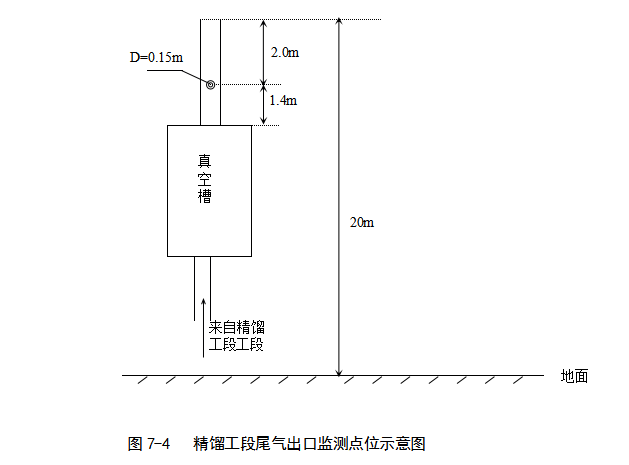 2.0m
D=0.15m
1.4m
真
空
槽
20m
来自精馏
工段工段
地面
图 7-4 精馏工段尾气出口监测点位示意图